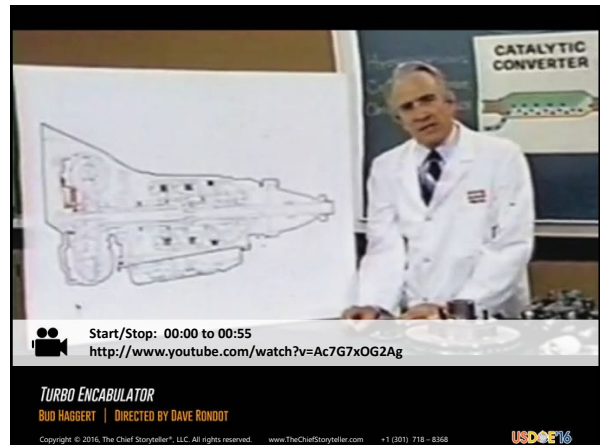 CATALYTIC
CONVERTER
Start/Stop: 00:00 to 00:55
http://www.youtube.com/watch?v=Ac7G7xOG2Ag
TURBO ENCABULATOR
BUD HAGGERT | DIRECTED BY DAVE RONDOT
Copyright © 2016, The Chief Storyteller®, LLC. All rights reserved. www.TheChiefStoryteller.com +1 (301) 718 – 8368
USDOE'16